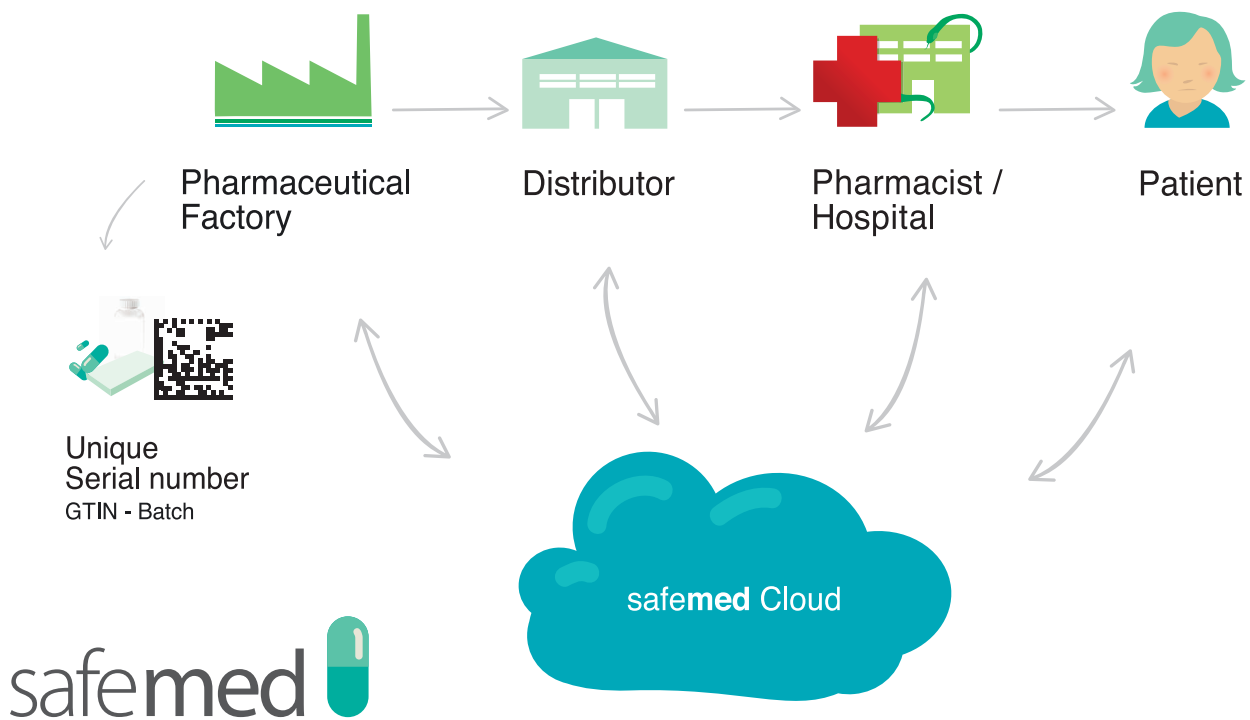 Pharmaceutical
Factory
Distributor
Pharmacist /
Hospital
Patient
Unique
Serial number
GTIN - Batch
safemed Cloud
safemed